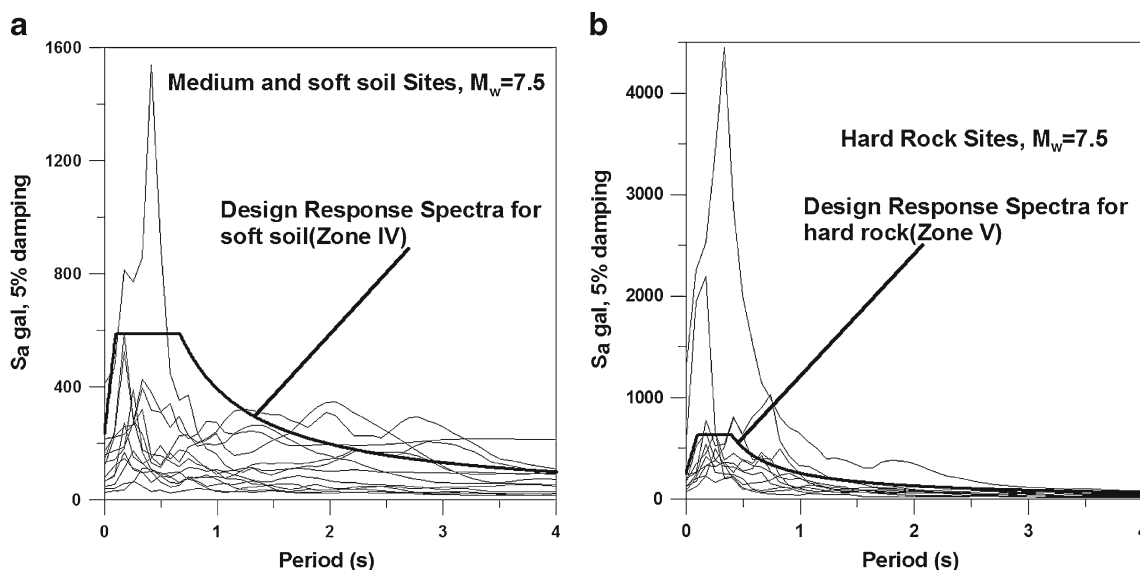 a
1600
1200
800
400
0
Sa gal, 5% damping
Medium and soft soil Sites, Mw=7.5
Design Response Spectra for
soft soil(Zone IV)
0 1 2 3 4
Period (s)
b
4000
3000
2000
1000
0
Sa gal, 5% damping
Hard Rock Sites, Mw=7.5
Design Response Spectra for
hard rock(Zone V)
0 1 2 3 4
Period (s)